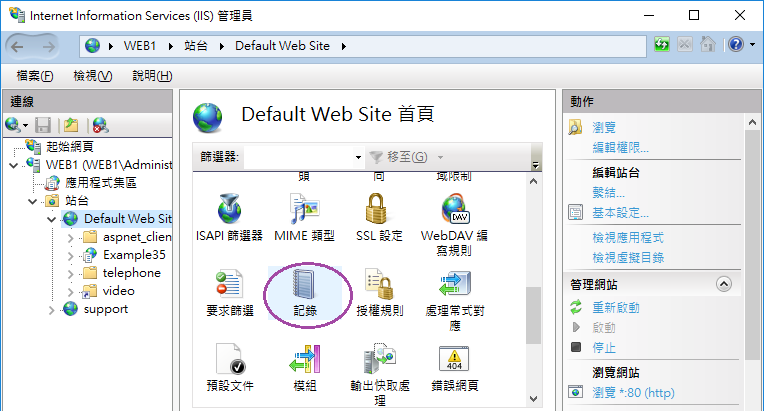 Internet Information Services (IIS) 管理員
WEB1 站台 Default Web Site
檔案(F) 檢視(V) 說明(H)
連線
起始網頁
WEB1 (WEB1\Administ
應用程式集區
站台
Default Web Sit
aspnet_clien
Example35
telephone
video
support
Default Web Site 首頁
篩選器: 移至(G)
頭 向 域限制
ISAPI 篩選器 MIME 類型 SSL 設定 WebDAV 編
寫規則
DAV
要求篩選 記錄 授權規則 處理常式對
應
404
預設文件 模組 輸出快取處 錯誤網頁
理
動作
瀏覽
編輯權限...
編輯站台
繫結...
基本設定...
檢視應用程式
檢視虛擬目錄
管理網站
重新啟動
啟動
停止
瀏覽網站
瀏覽 *:80 (http)